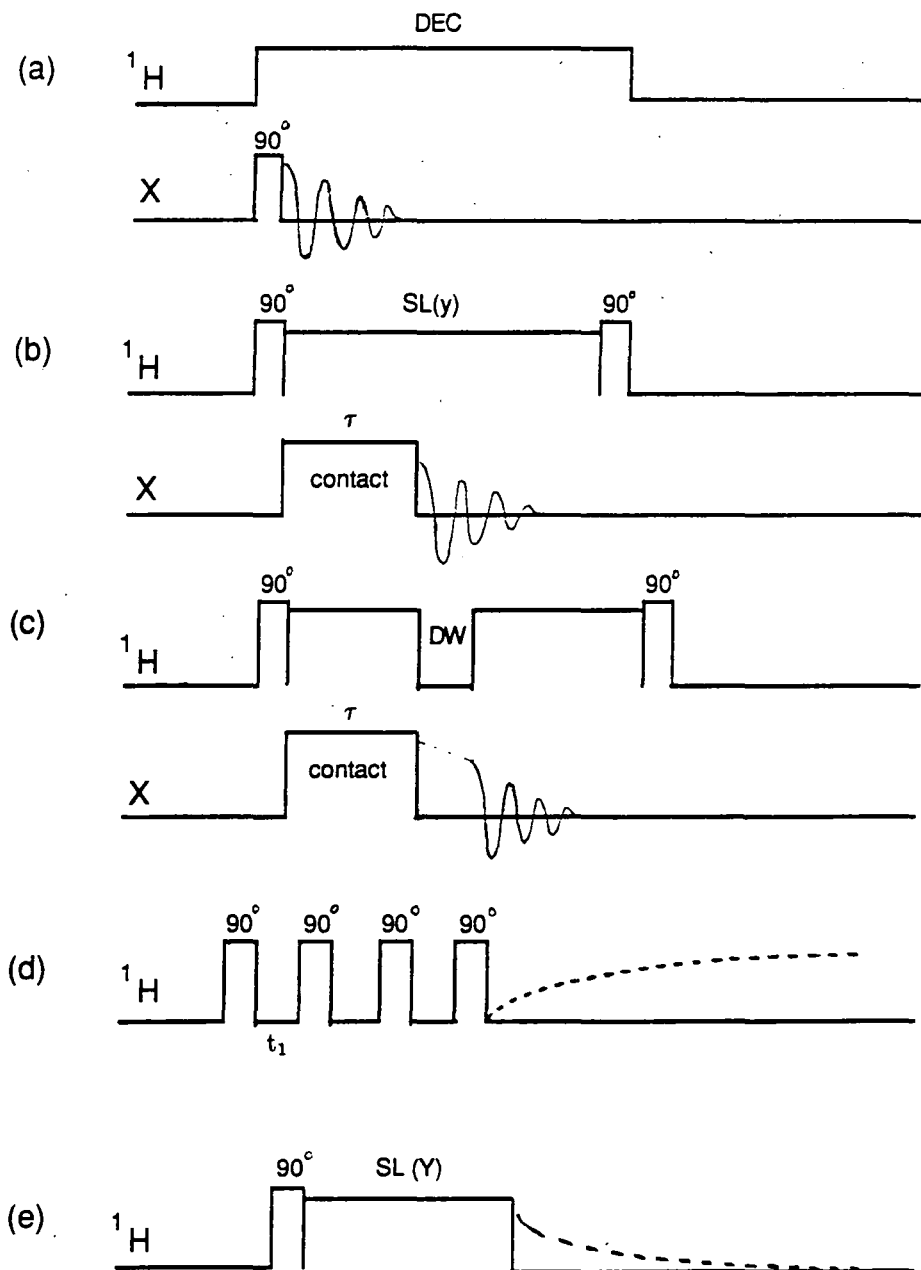 DEC
(a)
¹H
90°
X
90° SL(y) 90°
(b)
¹H
τ
contact
X
90° 90°
(c)
DW
¹H
τ
contact
X
90° 90° 90° 90°
(d)
¹H
t₁
90° SL (Y)
(e)
¹H